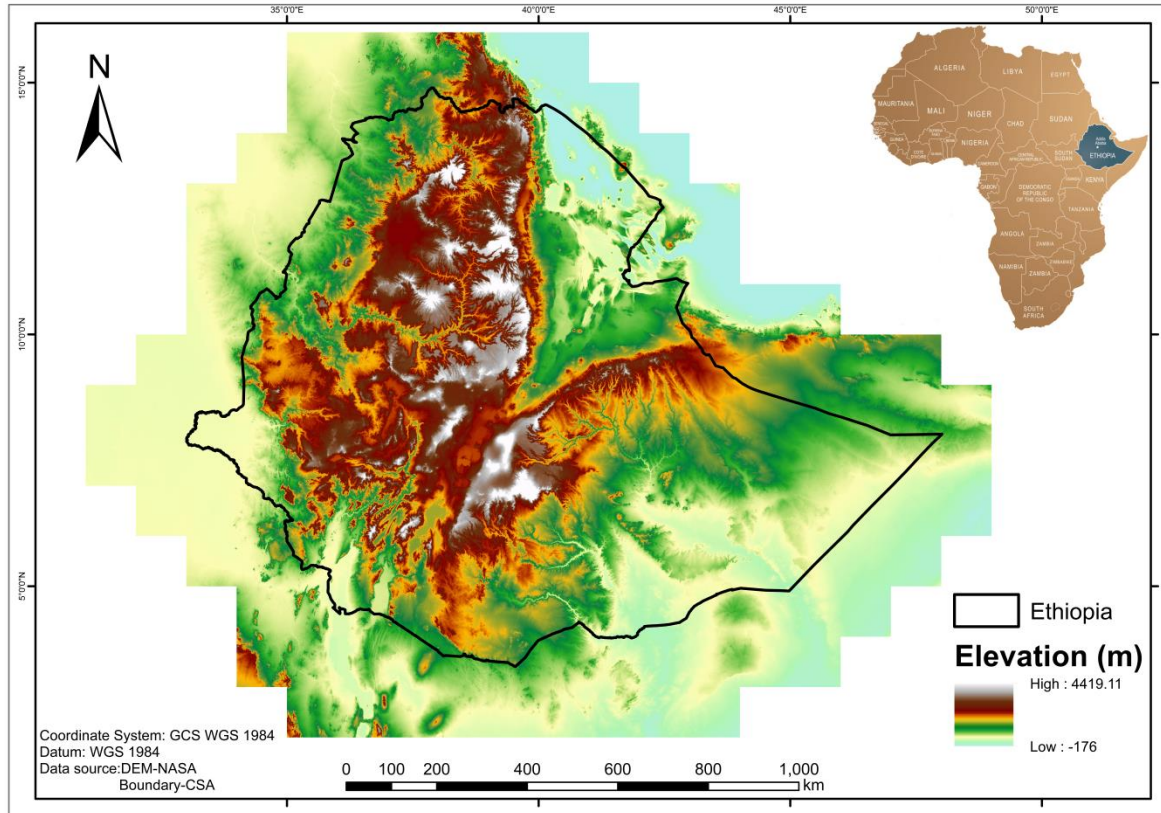 35°0'0"E
40°0'0"E
45°0'0"E
50°0'0"E
15°0'0"N
10°0'0"N
5°0'0"N
N
ALGERIA
LIBYA
EGYPT
MAURITANIA
MALI
NIGER
CHAD
SUDAN
NIGERIA
SOUTH
SUDAN
ETHIOPIA
KENYA
GABON
DEMOCRATIC
REPUBLIC
OF THE CONGO
TANZANIA
ANGOLA
ZAMBIA
NAMIBIA
ZAMBIA
SOUTH
AFRICA
Ethiopia
Elevation (m)
High : 4419.11
Low : -176
Coordinate System: GCS WGS 1984
Datum: WGS 1984
Data source:DEM-NASA
Boundary-CSA
0 100 200 400 600 800 1,000
km